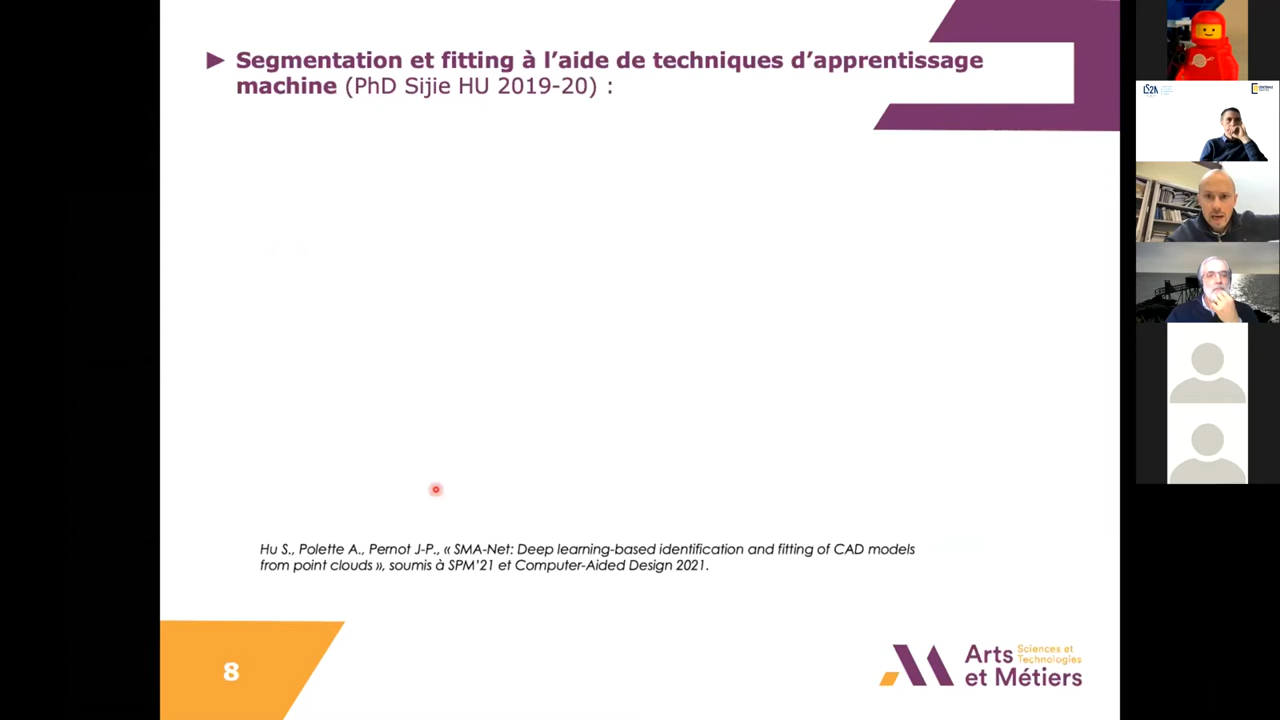 ► Segmentation et fitting à l’aide de techniques d’apprentissage
machine (PhD Sijie HU 2019-20) :
Hu S., Polette A., Pernot J-P., « SMA-Net: Deep learning-based identification and fitting of CAD models
from point clouds », soumis à SPM’21 et Computer-Aided Design 2021.
8
Arts
et Métiers
Sciences et
Technologies
LS2N